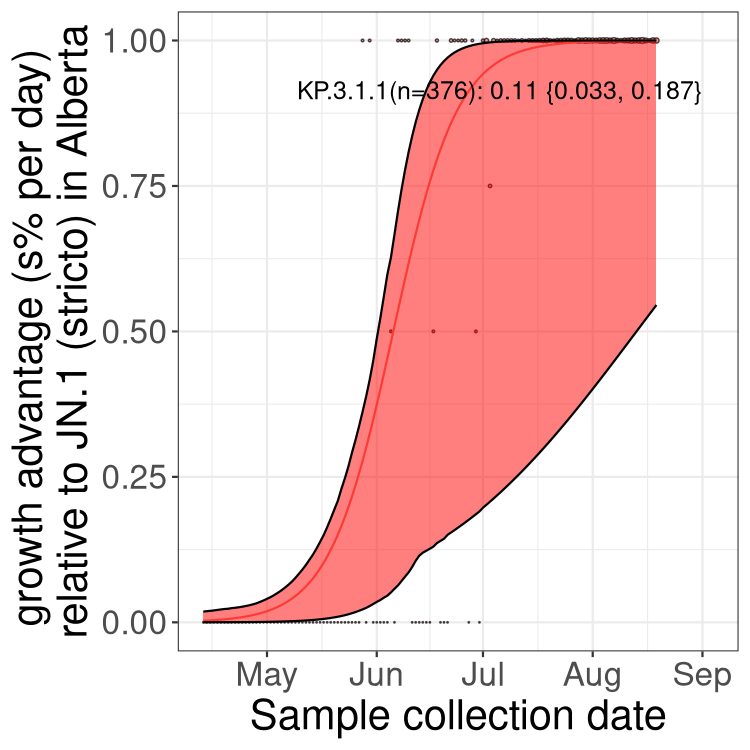 growth advantage (s% per day)
relative to JN.1 (stricto) in Alberta
1.00
0.75
0.50
0.25
0.00
KP.3.1.1(n=376): 0.11 {0.033, 0.187}
May Jun Jul Aug Sep
Sample collection date